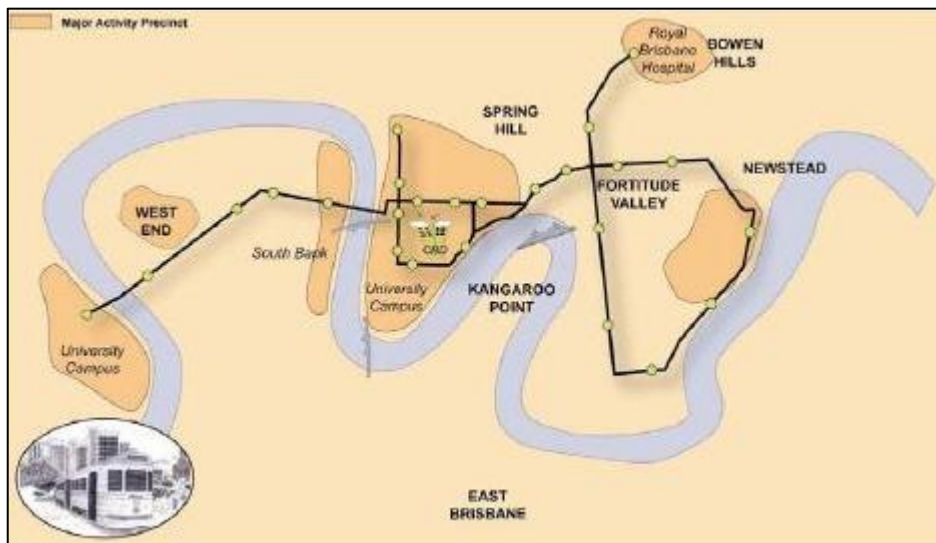 Major Activity Precinct
Royal
Brisbane
Hospital
BOWEN
HILLS
SPRING
HILL
NEWSTEAD
FORTITUDE
VALLEY
WEST
END
South Bank
CBD
University
Campus
KANGAROO
POINT
University
Campus
EAST
BRISBANE